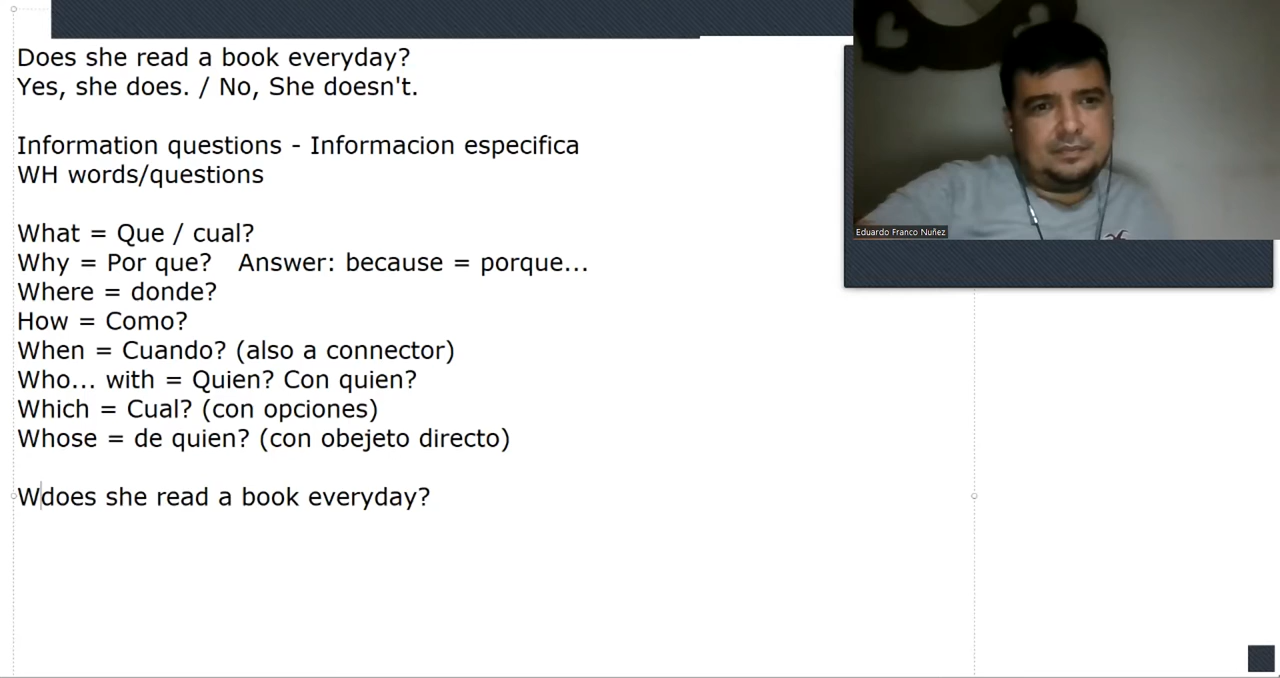 Does she read a book everyday?
Yes, she does. / No, She doesn't.
Information questions - Informacion especifica
WH words/questions
What = Que / cual?
Why = Por que? Answer: because = porque...
Where = donde?
How = Como?
When = Cuando? (also a connector)
Who... with = Quien? Con quien?
Which = Cual? (con opciones)
Whose = de quien? (con obejeto directo)
Wdoes she read a book everyday?
Eduardo Franco Nuñez